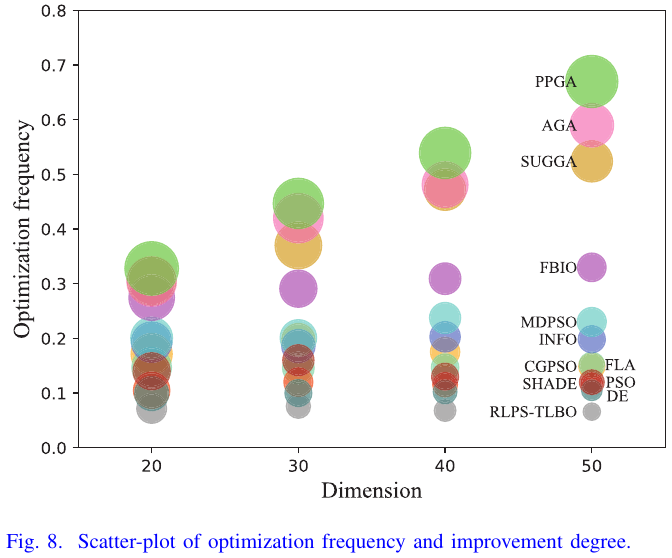 0.8
0.7
0.6
0.5
0.4
0.3
0.2
0.1
0.0
Optimization frequency
PPGA
AGA
SUGGA
FBIO
MDPSO
INFO
CGPSO FLA
SHADE PSO
DE
RLPS-TLBO
20 30 40 50
Dimension
Fig. 8. Scatter-plot of optimization frequency and improvement degree.